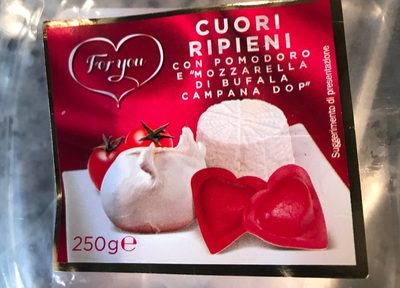 For you
CUORI
RIPIENI
CON POMODORO
E "MOZZARELLA
DI BUFALA
CAMPANA DOP"
Suggerimento di presentazione
250g℮